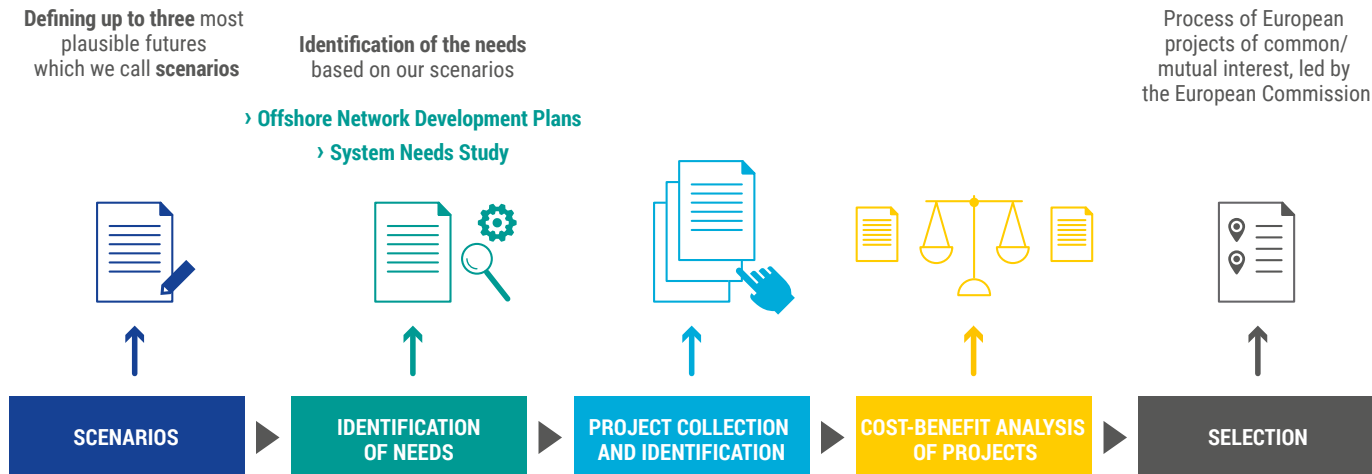 Defining up to three most
plausible futures
which we call scenarios
Identification of the needs
based on our scenarios
› Offshore Network Development Plans
› System Needs Study
Process of European
projects of common/
mutual interest, led by
the European Commission
SCENARIOS
IDENTIFICATION
OF NEEDS
PROJECT COLLECTION
AND IDENTIFICATION
COST-BENEFIT ANALYSIS
OF PROJECTS
SELECTION